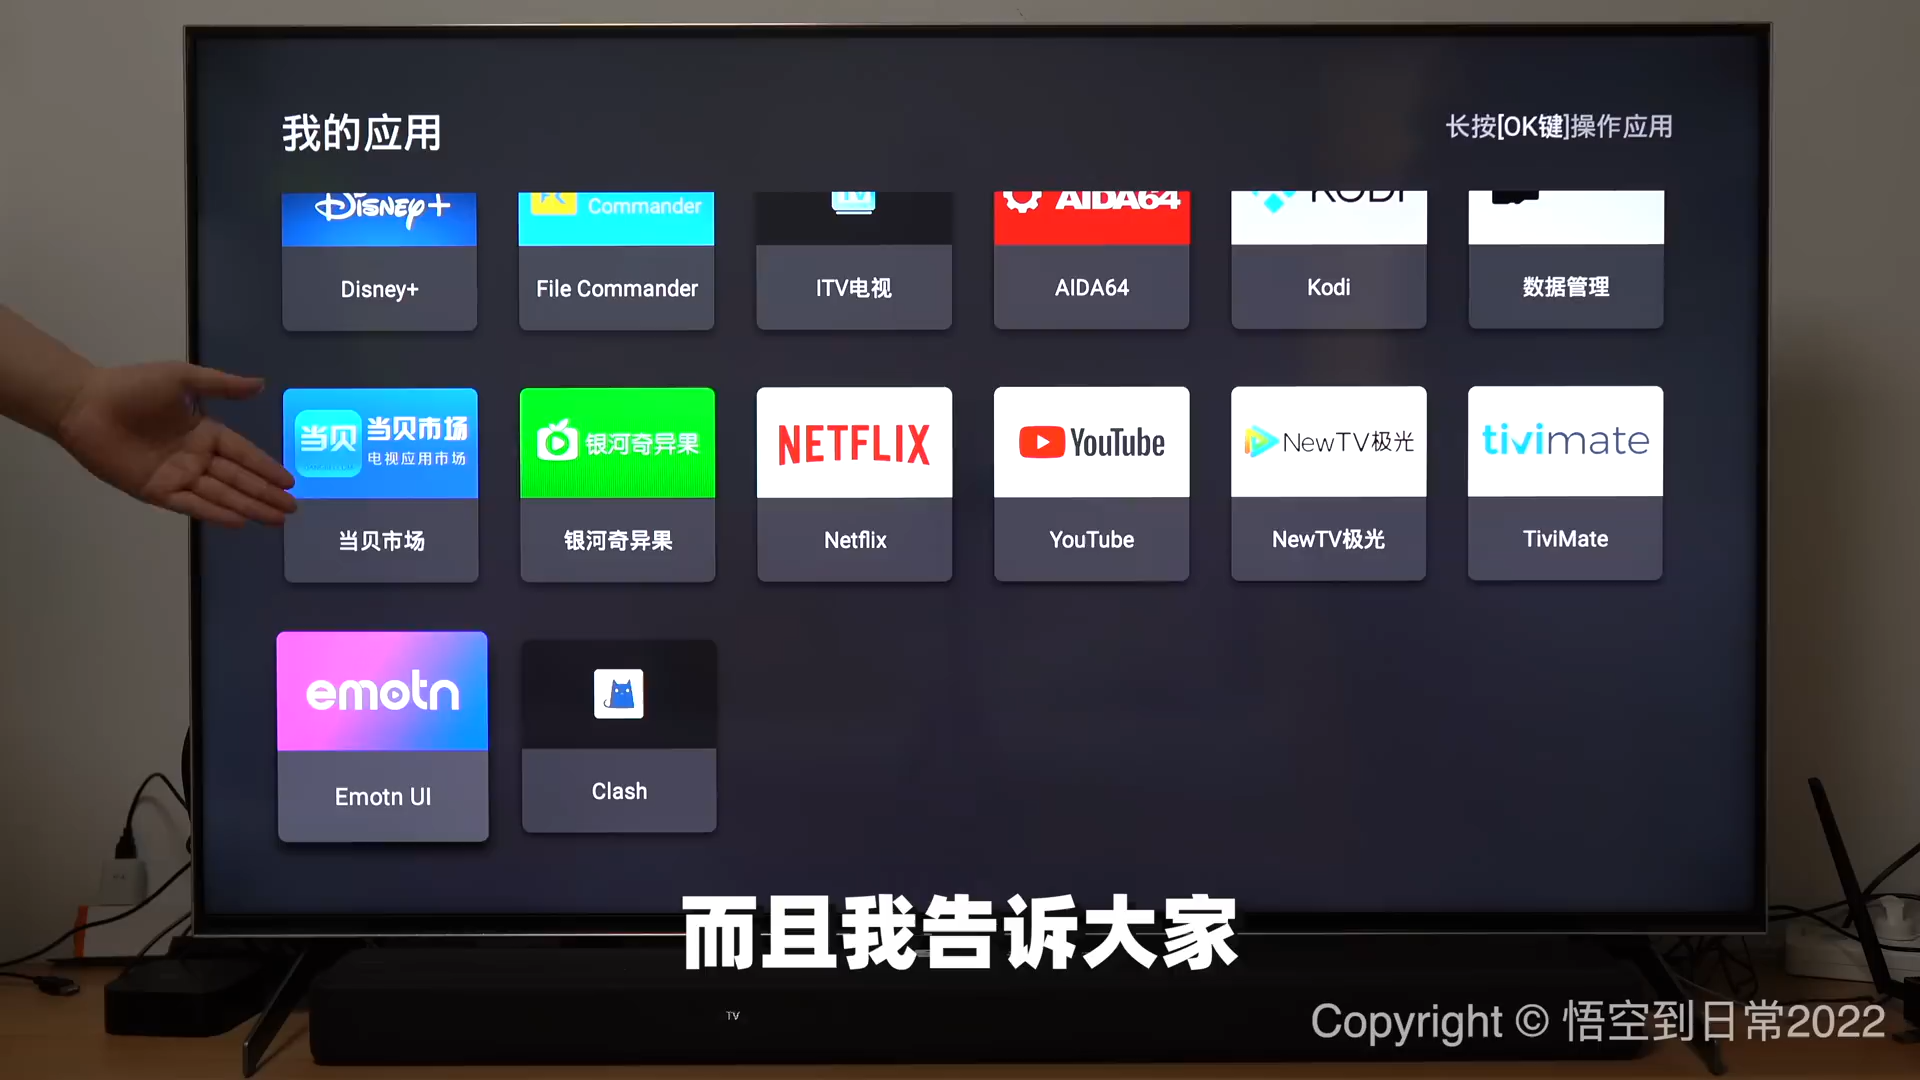 我的应用
长按[OK键]操作应用
Disney+
Commander
TV
AIDA64
KODI
Disney+
File Commander
ITV电视
AIDA64
Kodi
数据管理
当贝
当贝市场
电视应用市场
银河奇异果
NETFLIX
YouTube
NewTV极光
tivimate
当贝市场
银河奇异果
Netflix
YouTube
NewTV极光
TiviMate
emotn
Emotn UI
Clash
而且我告诉大家
TV
Copyright © 悟空到日常2022